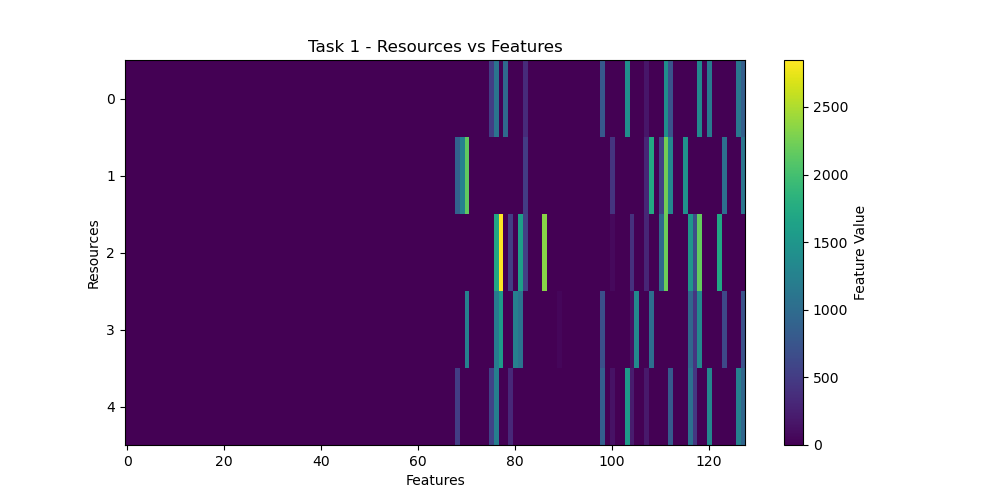 Task 1 - Resources vs Features
0
1
2
3
4
Resources
0 20 40 60 80 100 120
Features
2500
2000
1500
1000
500
0
Feature Value